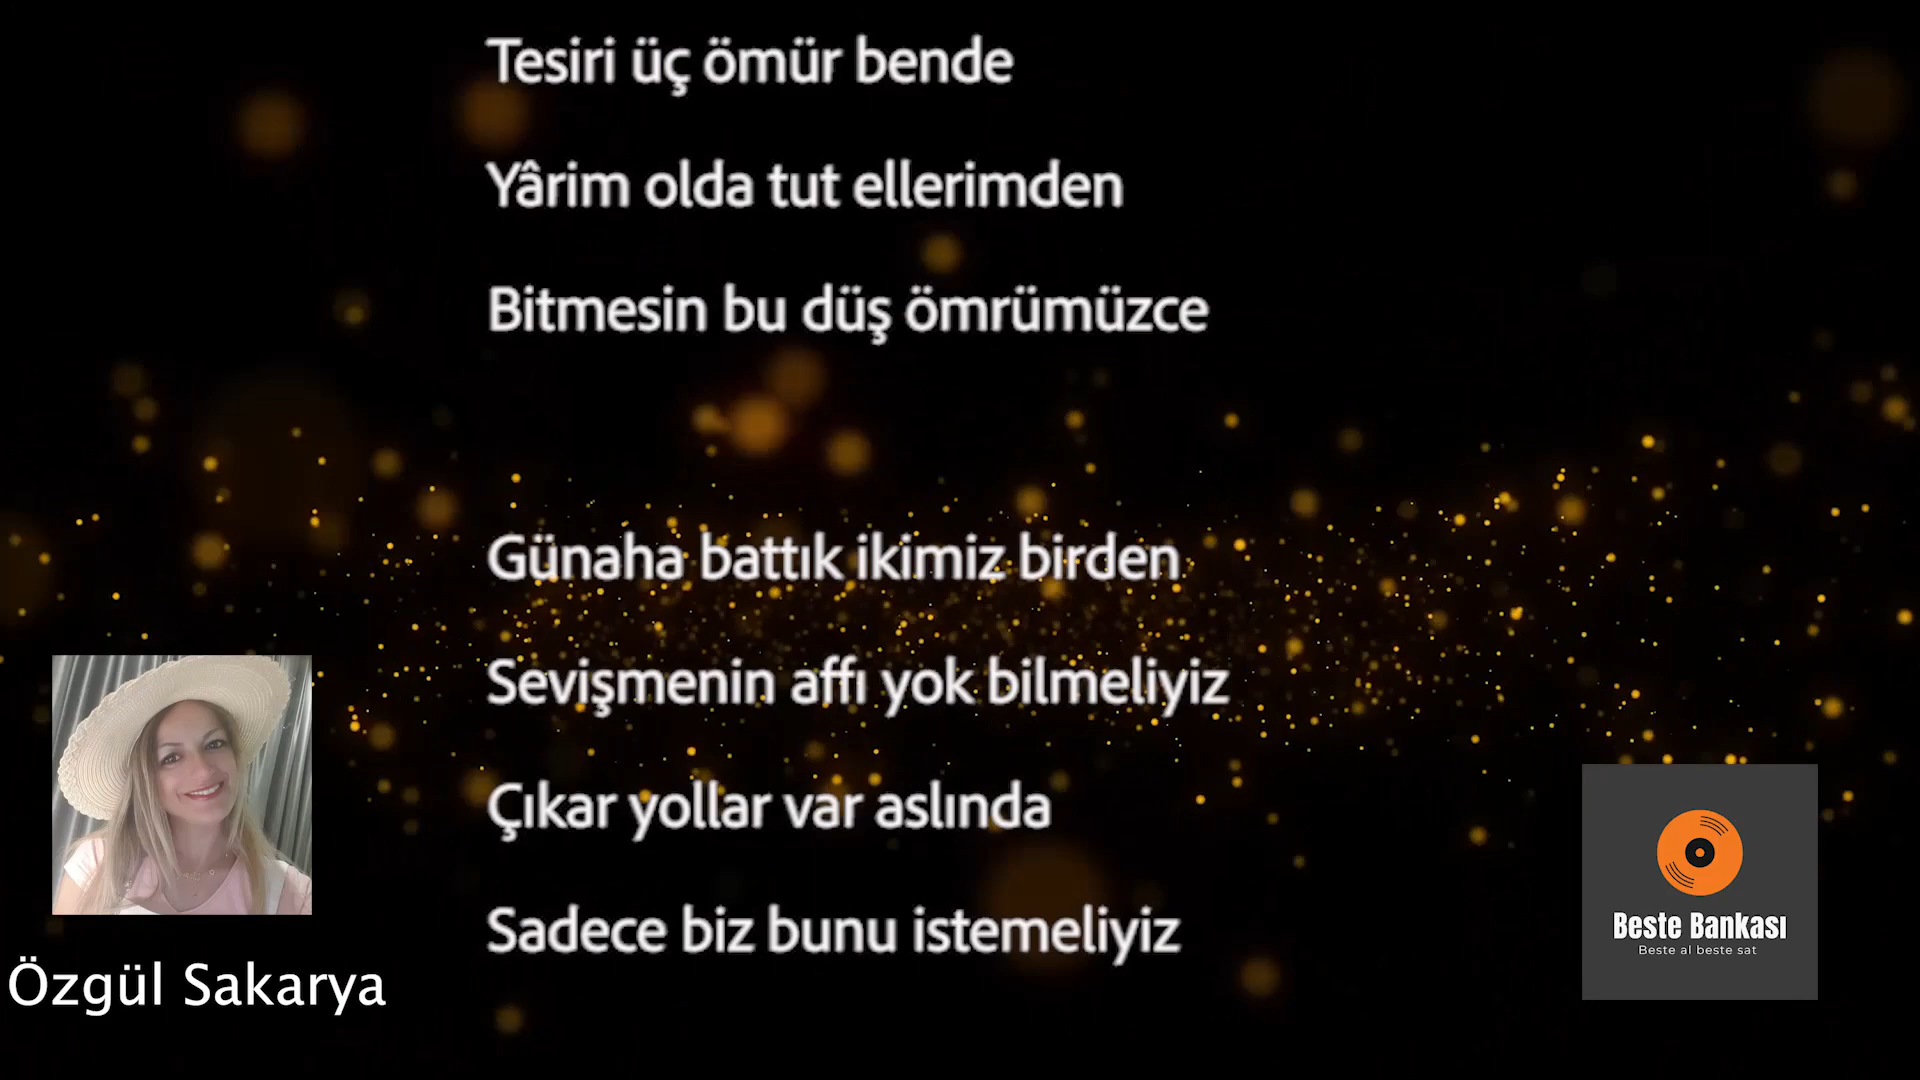 Tesiri üç ömür bende
Yârim olda tut ellerimden
Bitmesin bu düş ömrümüzce
Günaha battık ikimiz birden
Sevişmenin affı yok bilmeliyiz
Çıkar yollar var aslında
Sadece biz bunu istemeliyiz
Özgül Sakarya
Beste Bankası
Beste al beste sat